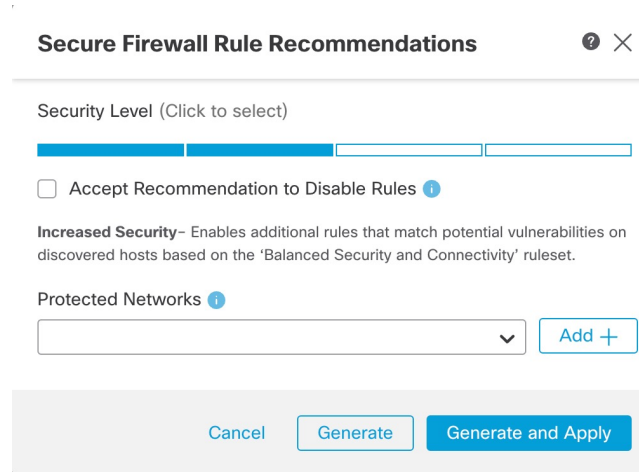 Secure Firewall Rule Recommendations ?
Security Level (Click to select)
Accept Recommendation to Disable Rules i
Increased Security– Enables additional rules that match potential vulnerabilities on
discovered hosts based on the ‘Balanced Security and Connectivity’ ruleset.
Protected Networks i
Add +
Cancel Generate Generate and Apply